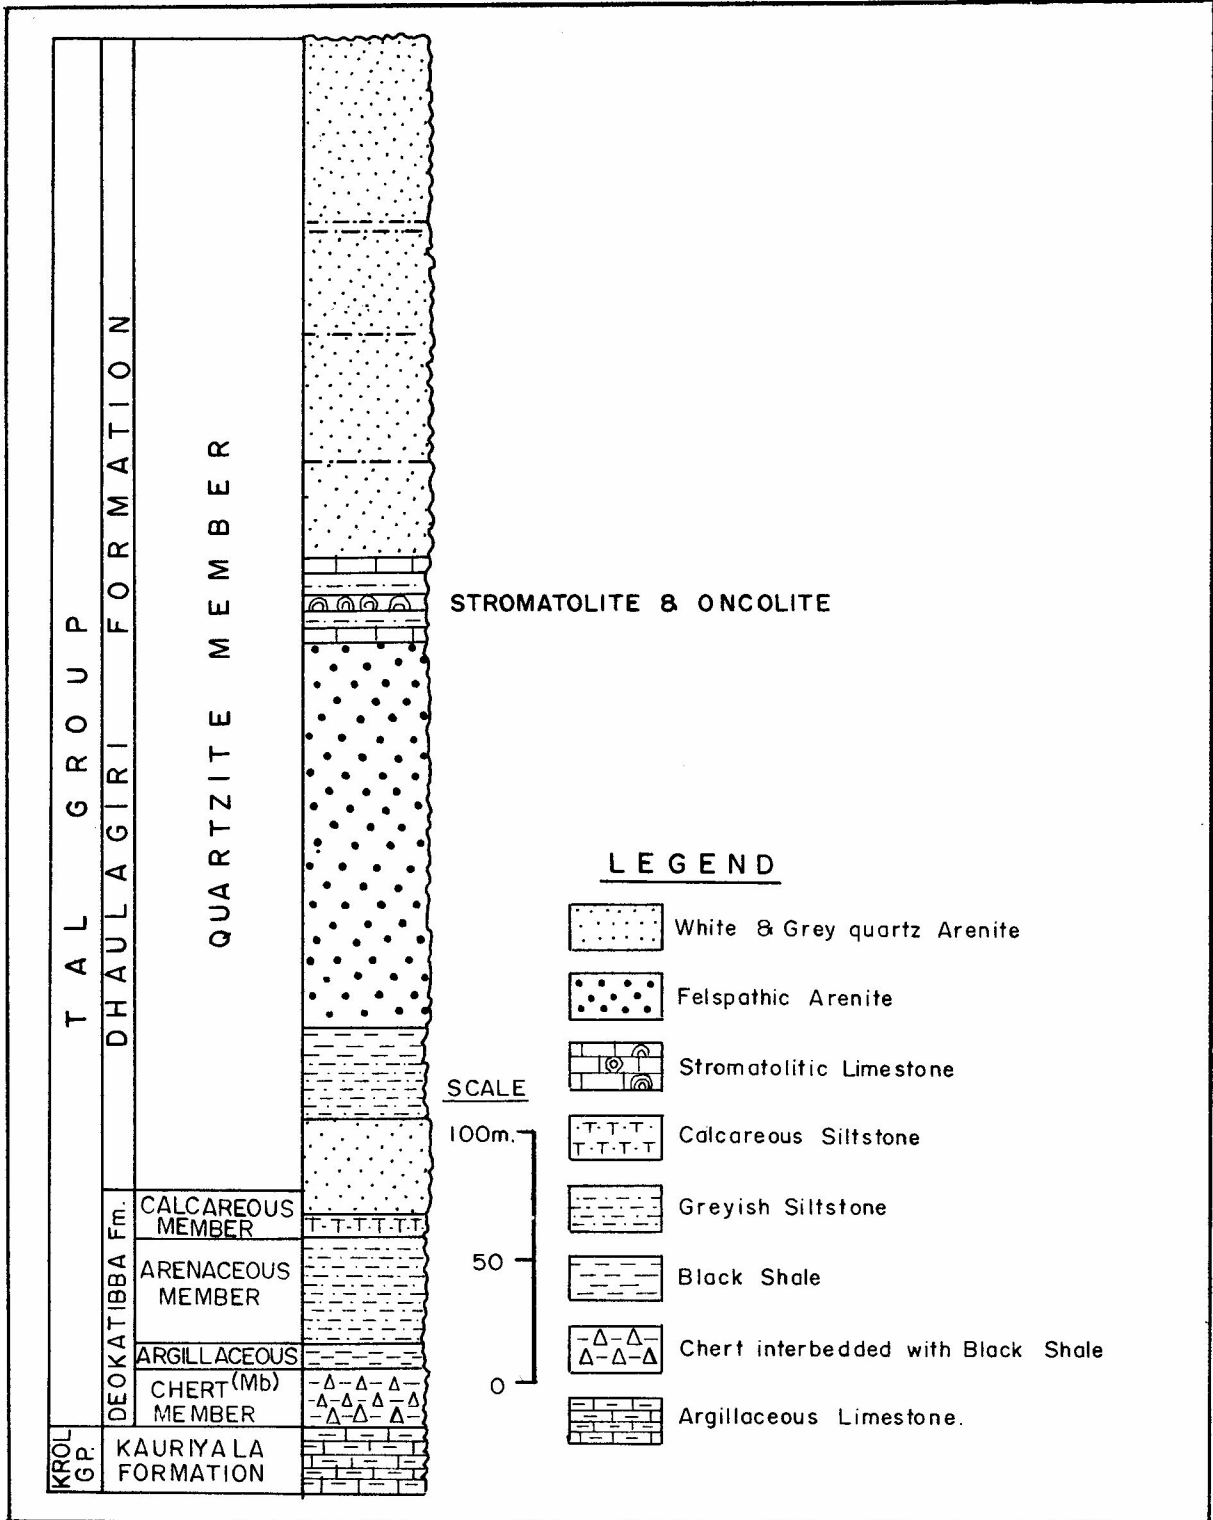 TAL GROUP
DHAULAGIRI FORMATION
QUARTZITE MEMBER
STROMATOLITE & ONCOLITE
DEOKATIBBA Fm.
CALCAREOUS
MEMBER
ARENACEOUS
MEMBER
ARGILLACEOUS
(Mb)
CHERT
MEMBER
KROL
GP.
KAURIYALA
FORMATION
SCALE
100m.
50
0
LEGEND
White & Grey quartz Arenite
Felspathic Arenite
Stromatolitic Limestone
Calcareous Siltstone
Greyish Siltstone
Black Shale
Chert interbedded with Black Shale
Argillaceous Limestone.